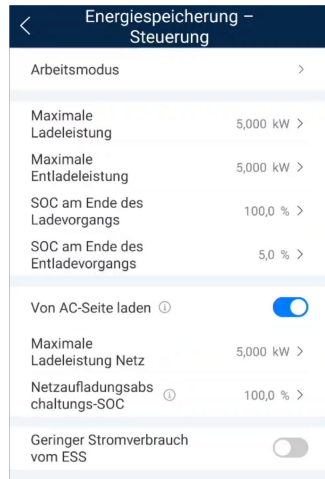 Energiespeicherung –
Steuerung
Arbeitsmodus
Maximale
Ladeleistung
5,000 kW
Maximale
Entladeleistung
5,000 kW
SOC am Ende des
Ladevorgangs
100,0 %
SOC am Ende des
Entladevorgangs
5,0 %
Von AC-Seite laden
Maximale
Ladeleistung Netz
5,000 kW
Netzaufladungsabs
chaltungs-SOC
100,0 %
Geringer Stromverbrauch
vom ESS